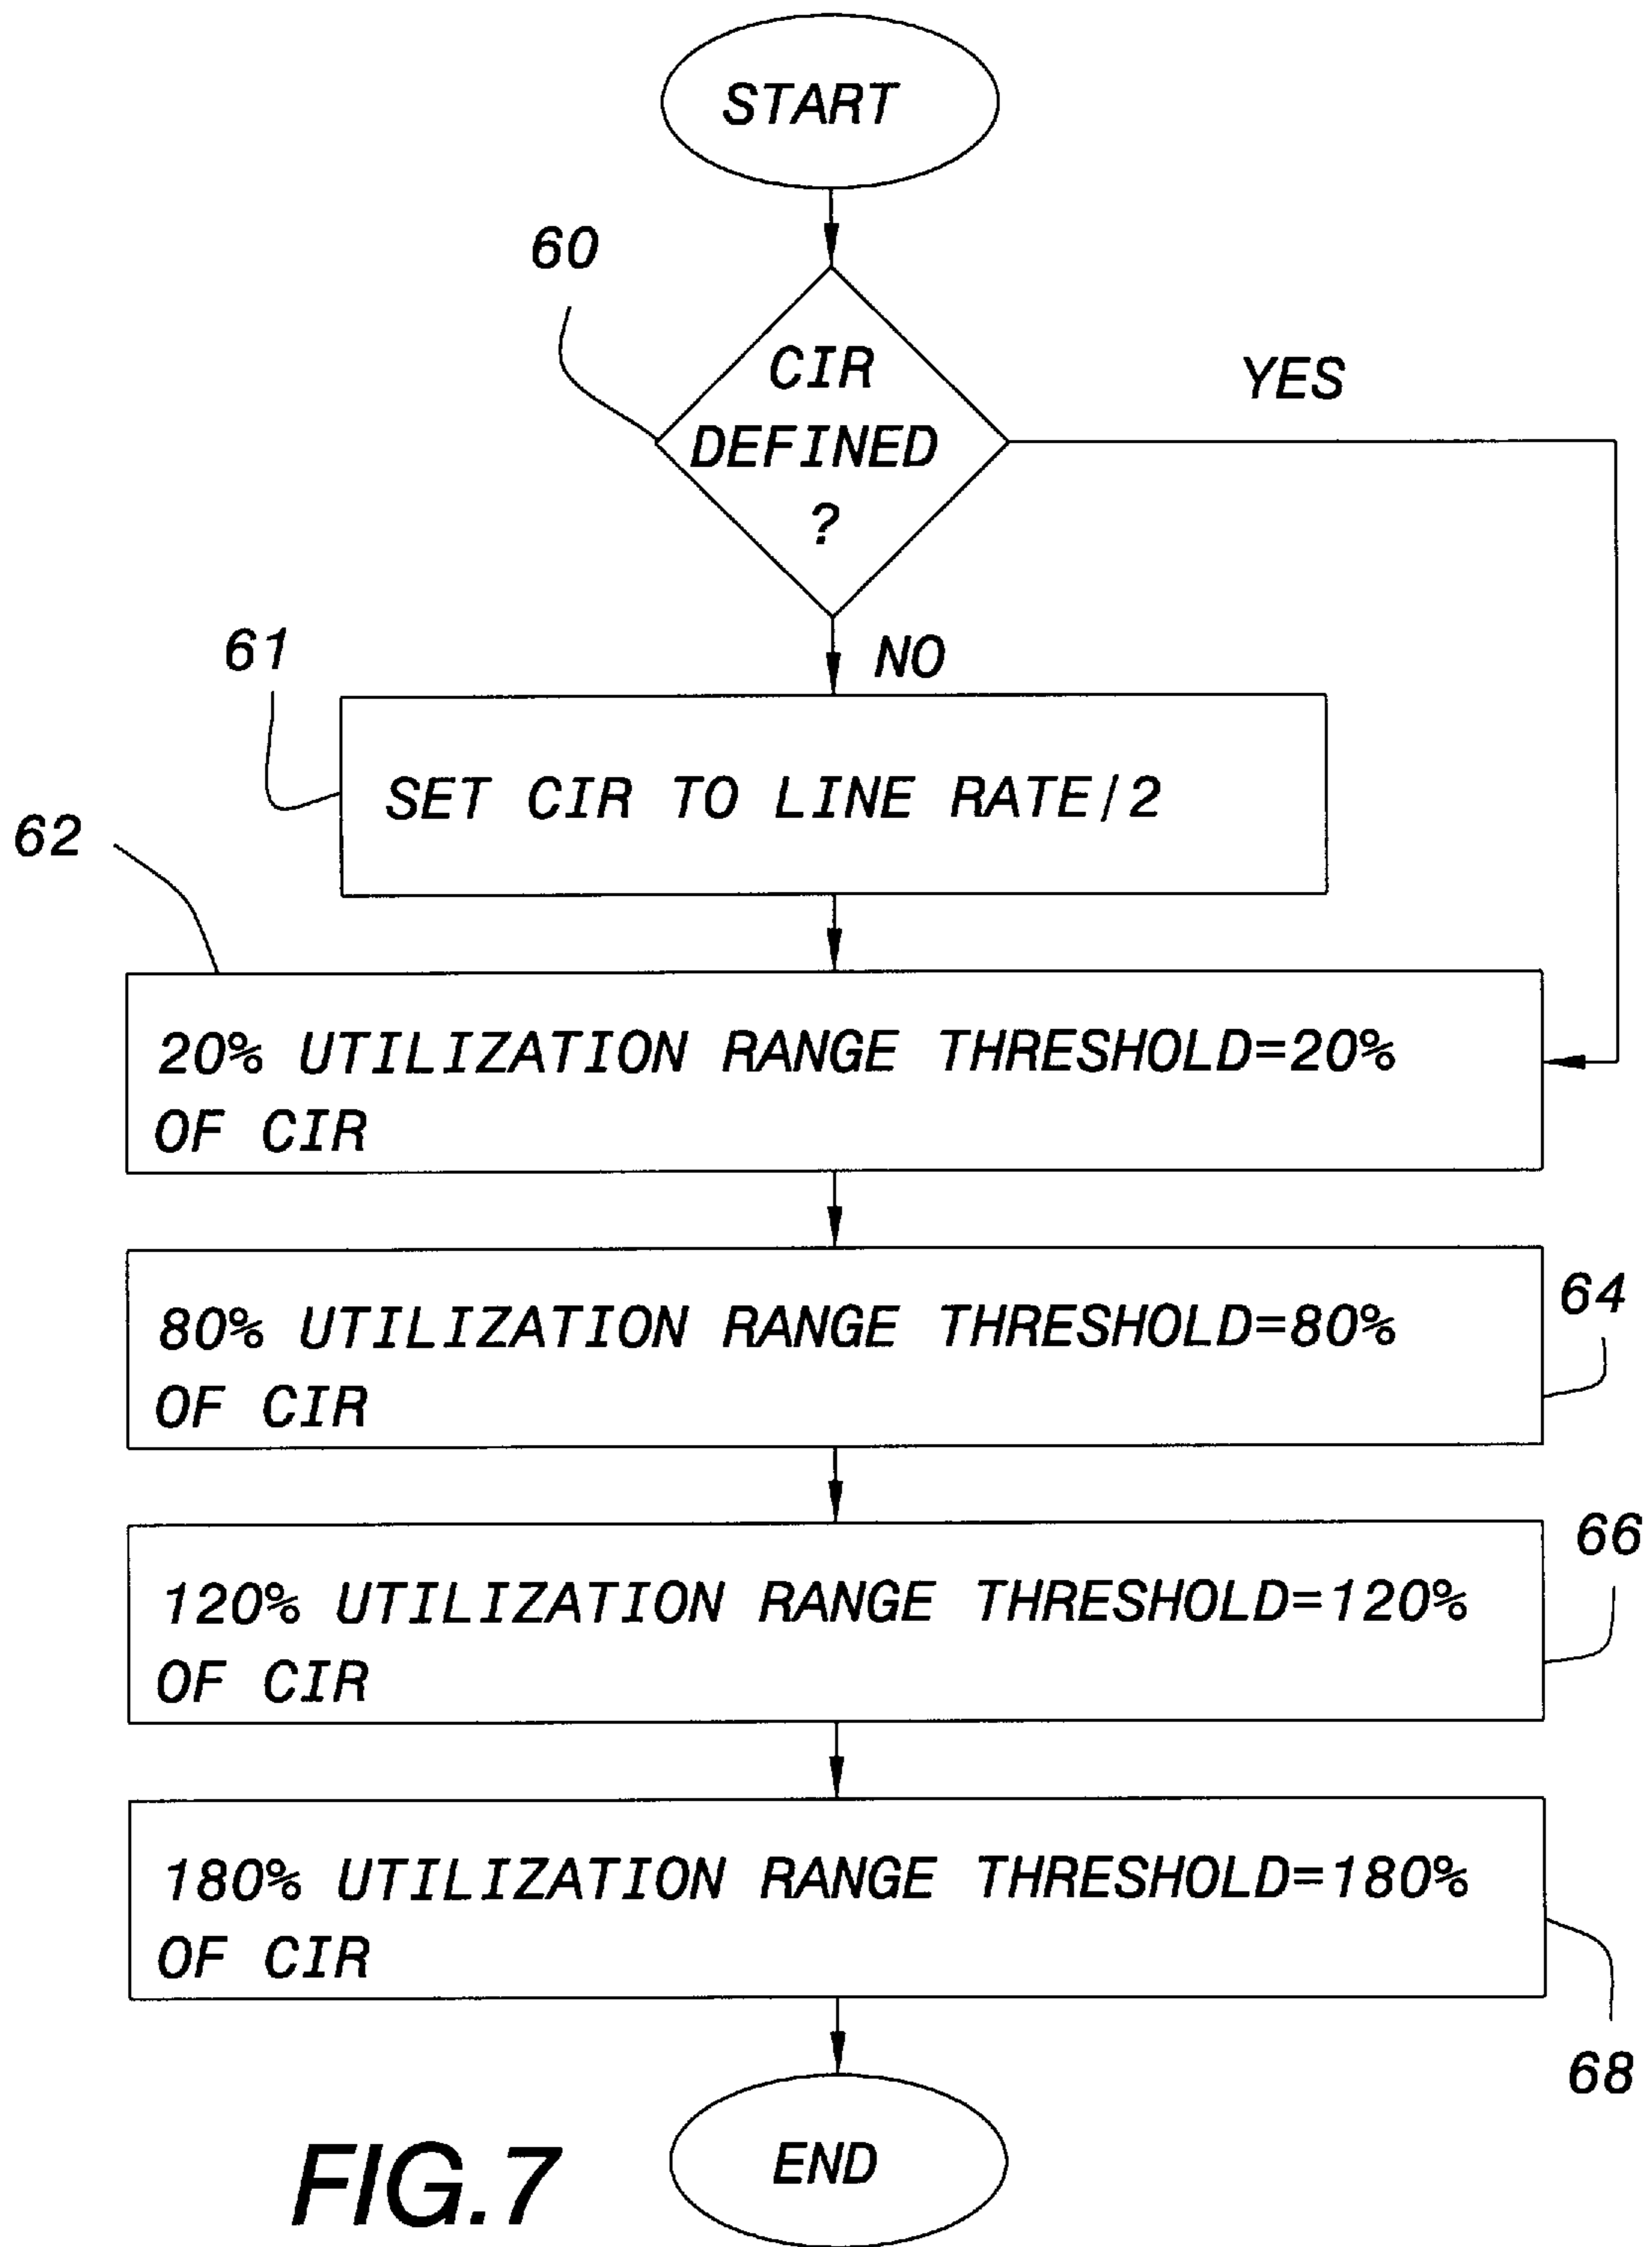 START
60
CIR
DEFINED
?
YES
NO
61
SET CIR TO LINE RATE/2
62
20% UTILIZATION RANGE THRESHOLD=20%
OF CIR
80% UTILIZATION RANGE THRESHOLD=80%
OF CIR
64
120% UTILIZATION RANGE THRESHOLD=120%
OF CIR
66
180% UTILIZATION RANGE THRESHOLD=180%
OF CIR
68
END
FIG.7